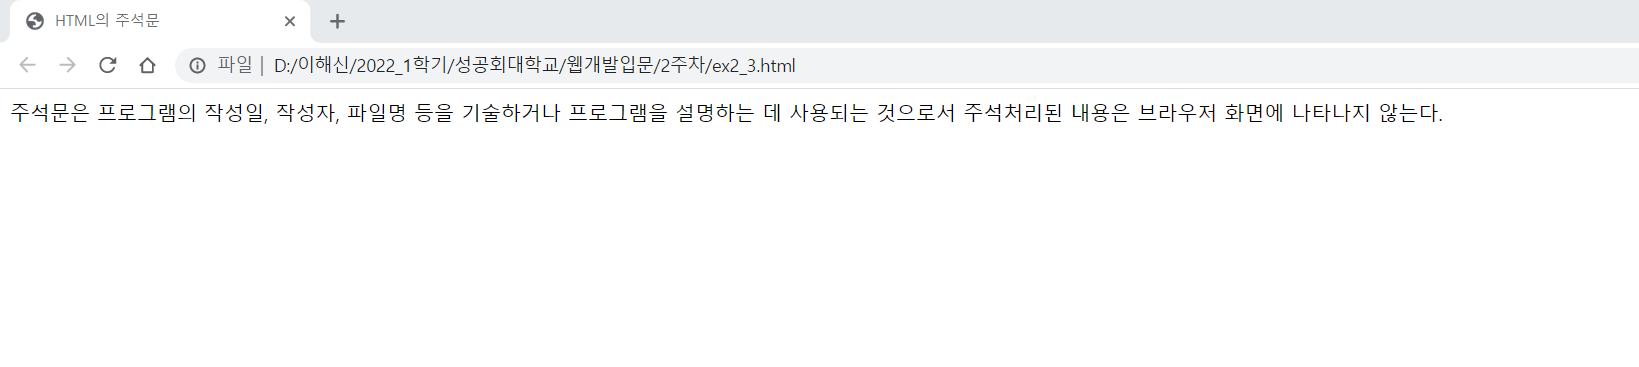 HTML의 주석문
파일 | D:/이해신/2022_1학기/성공회대학교/웹개발입문/2주차/ex2_3.html
주석문은 프로그램의 작성일, 작성자, 파일명 등을 기술하거나 프로그램을 설명하는 데 사용되는 것으로서 주석처리된 내용은 브라우저 화면에 나타나지 않는다.